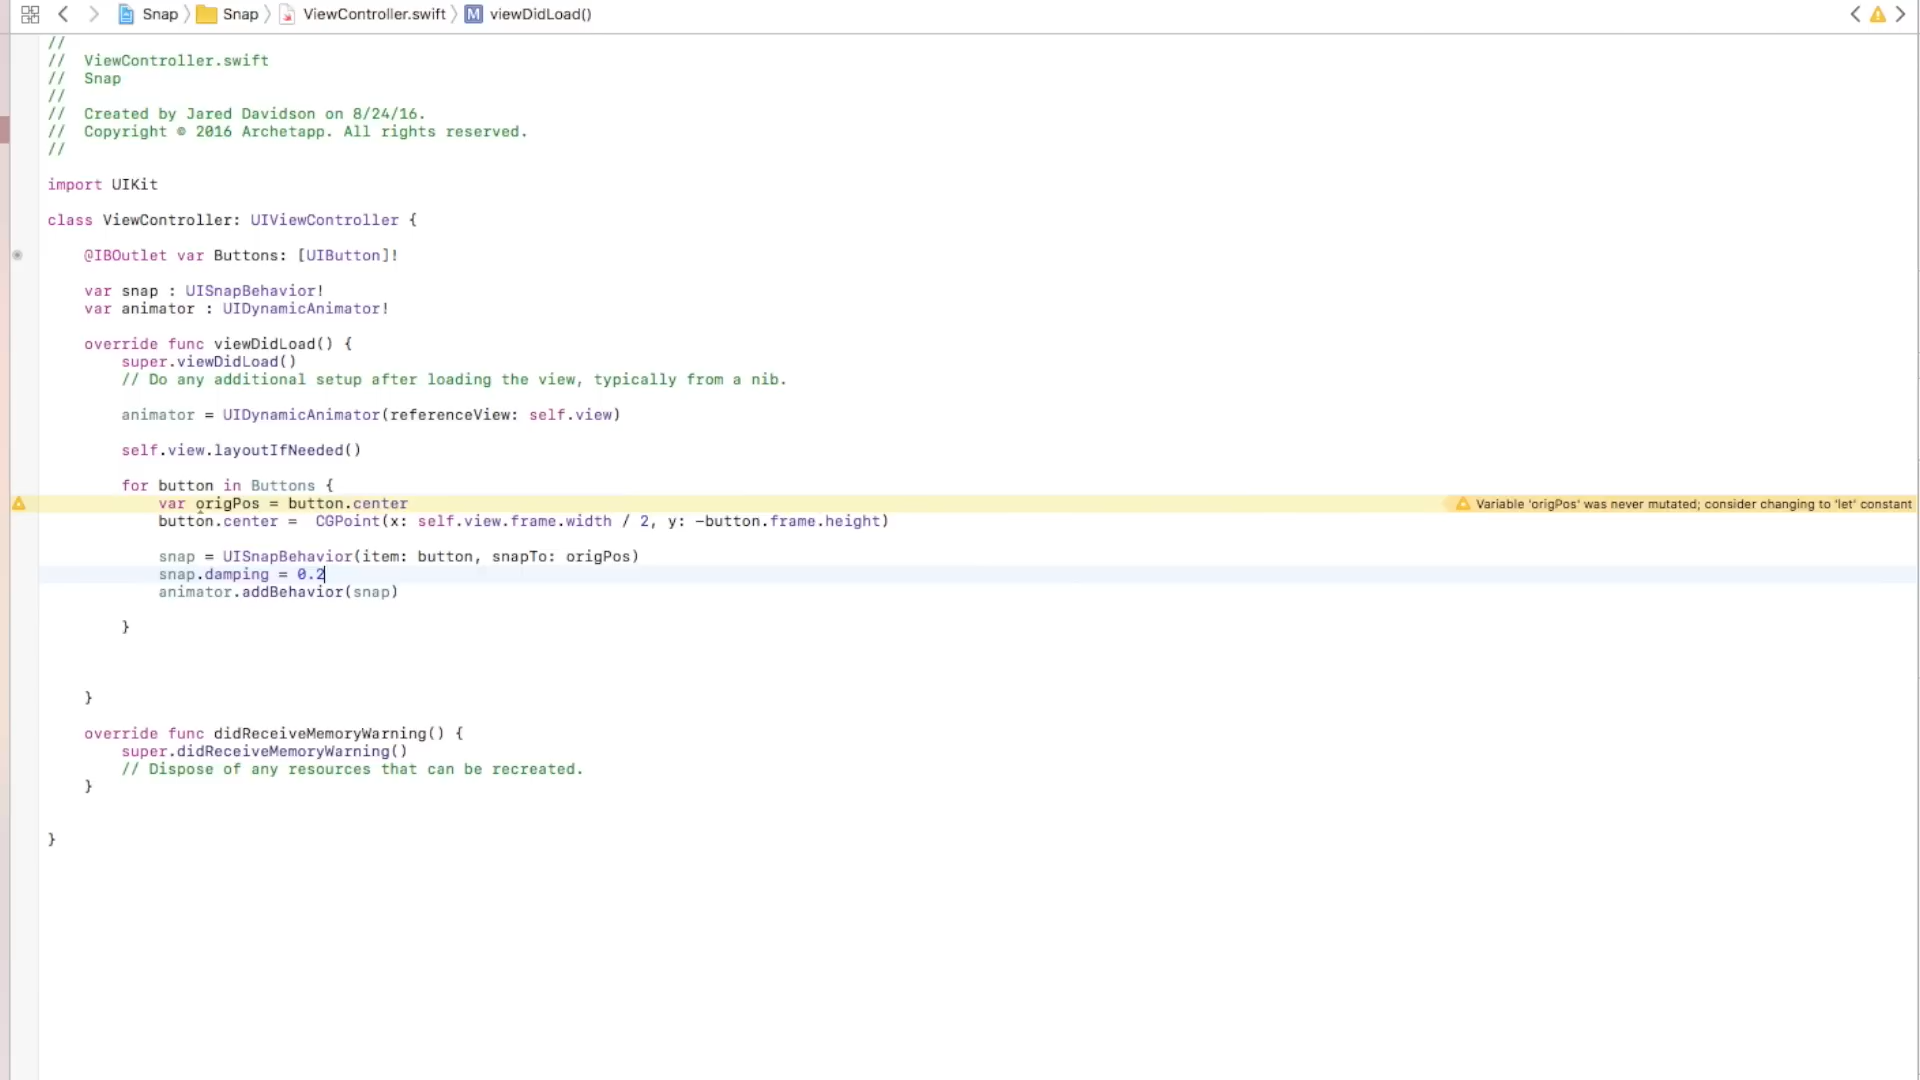 Snap 〉 Snap 〉 ViewController.swift 〉 M viewDidLoad()
//
//  ViewController.swift
//  Snap
//
//  Created by Jared Davidson on 8/24/16.
//  Copyright © 2016 Archetapp. All rights reserved.
//
import UIKit
class ViewController: UIViewController {
@IBOutlet var Buttons: [UIButton]!
var snap : UISnapBehavior!
var animator : UIDynamicAnimator!
override func viewDidLoad() {
super.viewDidLoad()
// Do any additional setup after loading the view, typically from a nib.
animator = UIDynamicAnimator(referenceView: self.view)
self.view.layoutIfNeeded()
for button in Buttons {
var origPos = button.center
Variable 'origPos' was never mutated; consider changing to 'let' constant
button.center =  CGPoint(x: self.view.frame.width / 2, y: -button.frame.height)
snap = UISnapBehavior(item: button, snapTo: origPos)
snap.damping = 0.2
animator.addBehavior(snap)
}
}
override func didReceiveMemoryWarning() {
super.didReceiveMemoryWarning()
// Dispose of any resources that can be recreated.
}
}